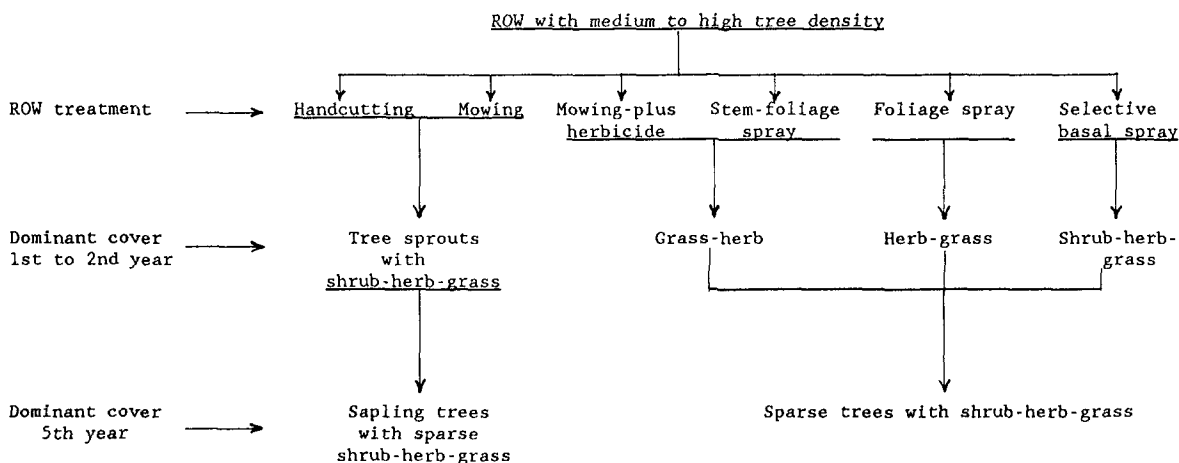 ROW with medium to high tree density
ROW treatment
Handcutting Mowing Mowing-plus Stem-foliage Foliage spray Selective
herbicide spray basal spray
Dominant cover Tree sprouts Grass-herb Herb-grass Shrub-herb-
1st to 2nd year with grass
shrub-herb-grass
Dominant cover Sapling trees Sparse trees with shrub-herb-grass
5th year with sparse
shrub-herb-grass